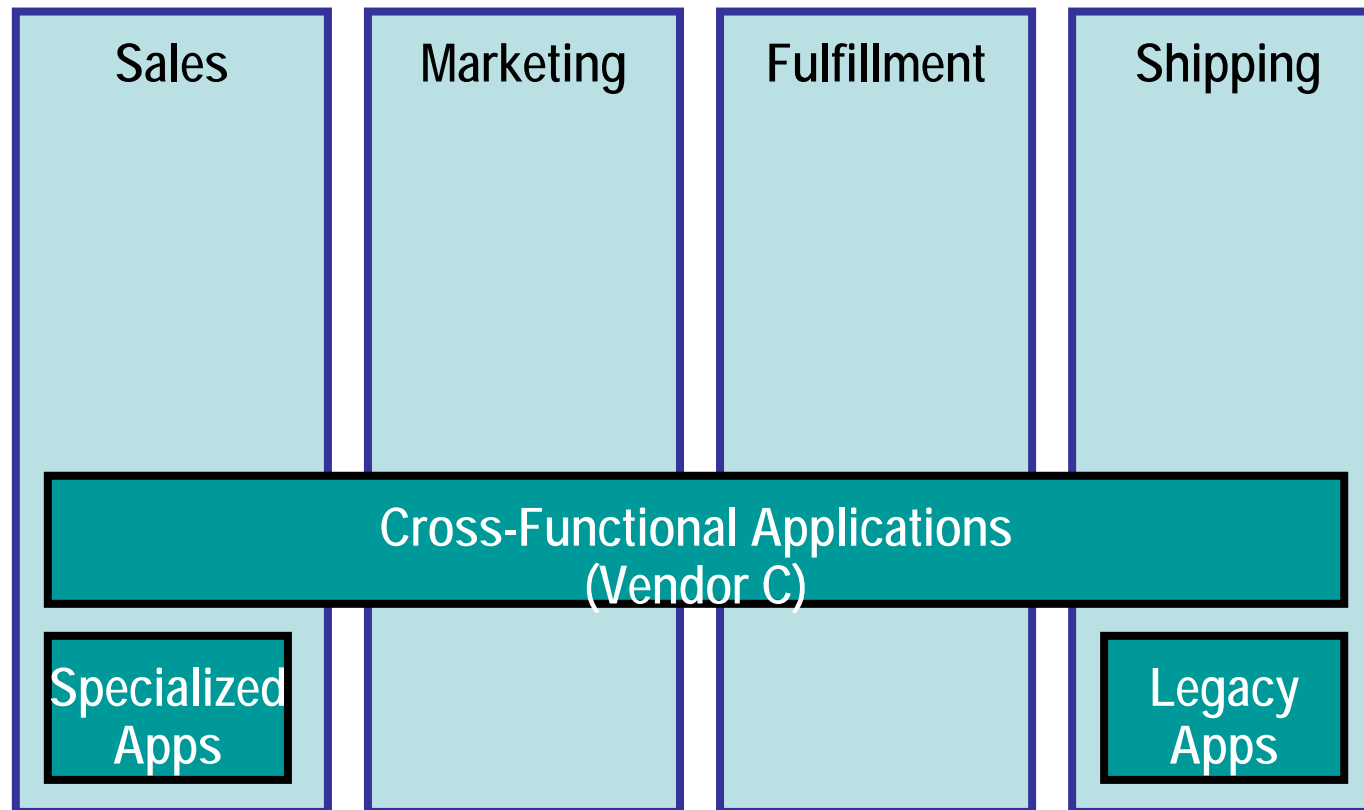 Sales
Marketing
Fulfillment
Shipping
Cross-Functional Applications
(Vendor C)
Specialized
Apps
Legacy
Apps